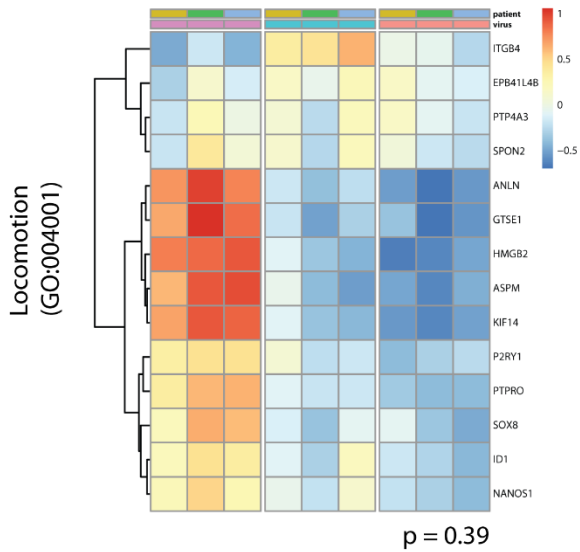 patient
virus
1
0.5
0
−0.5
ITGB4
EPB41L4B
PTP4A3
SPON2
ANLN
GTSE1
HMGB2
ASPM
KIF14
P2RY1
PTPRO
SOX8
ID1
NANOS1
Locomotion
(GO:004001)
p = 0.39